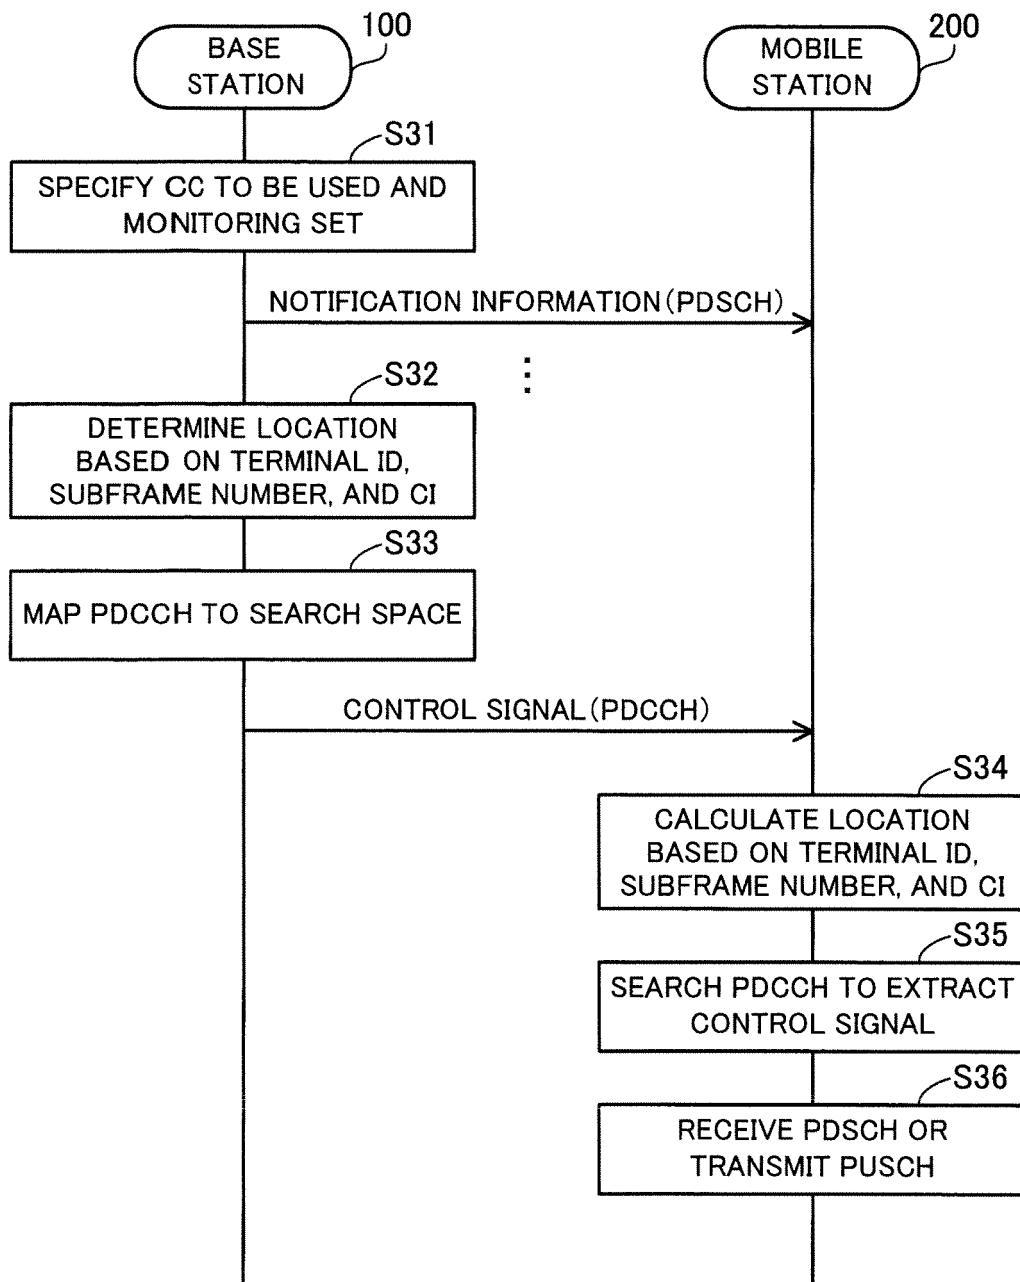 BASE
STATION
100
MOBILE
STATION
200
S31
SPECIFY CC TO BE USED AND
MONITORING SET
NOTIFICATION INFORMATION(PDSCH)
S32
DETERMINE LOCATION
BASED ON TERMINAL ID,
SUBFRAME NUMBER, AND CI
S33
MAP PDCCH TO SEARCH SPACE
CONTROL SIGNAL(PDCCH)
S34
CALCULATE LOCATION
BASED ON TERMINAL ID,
SUBFRAME NUMBER, AND CI
S35
SEARCH PDCCH TO EXTRACT
CONTROL SIGNAL
S36
RECEIVE PDSCH OR
TRANSMIT PUSCH